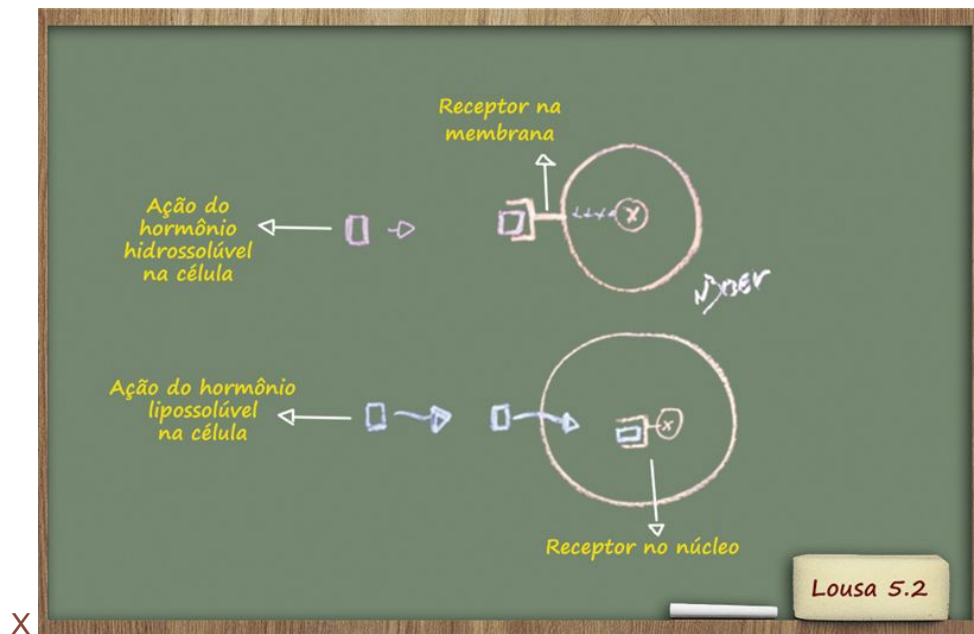 Receptor na
membrana
Ação do
hormônio
hidrossolúvel
na célula
X
Ação do hormônio
lipossolúvel
na célula
X
Receptor no núcleo
Lousa 5.2
X